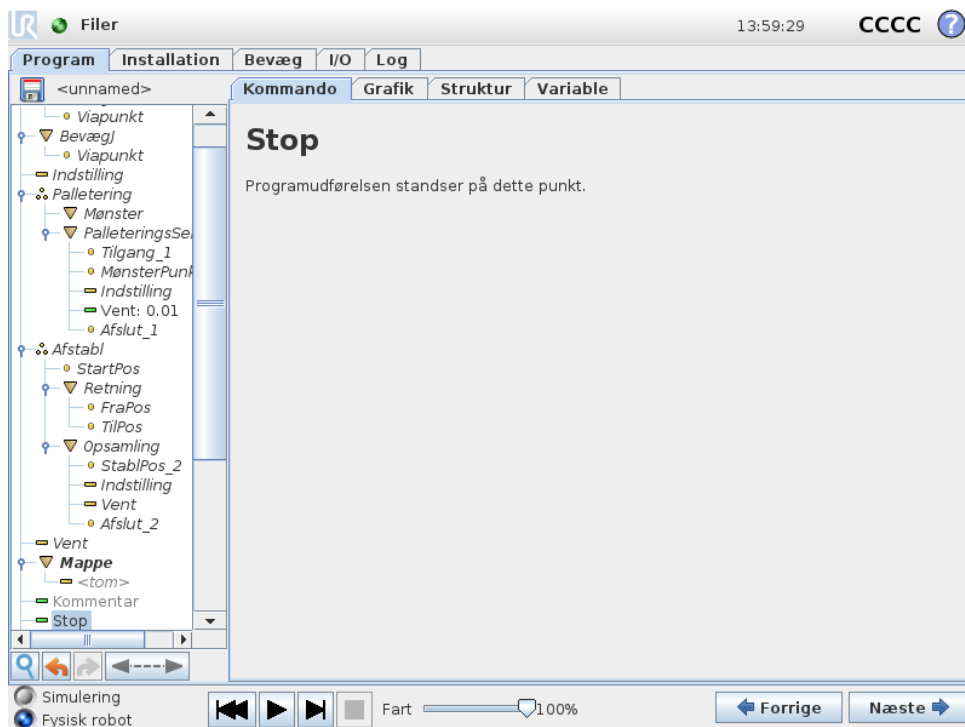 UR Filer 13:59:29 CCCC ?
Program Installation Bevæg I/O Log
<unnamed> Kommando Grafik Struktur Variable
Viapunkt
BevægJ
Viapunkt
Indstilling
Palletering
Mønster
PalleteringsSe
Tilgang_1
MønsterPunk
Indstilling
Vent: 0.01
Afslut_1
Afstabl
StartPos
Retning
FraPos
TilPos
Opsamling
StablPos_2
Indstilling
Vent
Afslut_2
Vent
Mappe
<tom>
Kommentar
Stop
Stop
Programudførelsen standser på dette punkt.
Simulering
Fysisk robot
Fart 100%
Forrige Næste